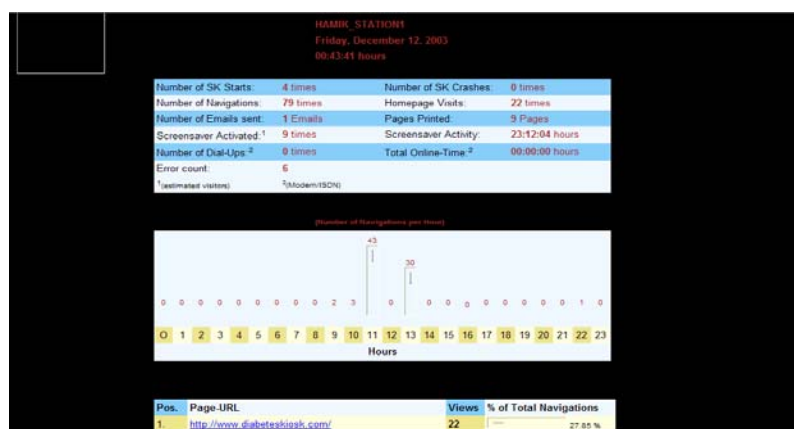 HAMIK_STATION1
Friday, December 12, 2003
00:43:41 hours
Number of SK Starts: 4 times Number of SK Crashes: 0 times
Number of Navigations: 79 times Homepage Visits: 22 times
Number of Emails sent: 1 Emails Pages Printed: 9 Pages
Screensaver Activated:¹ 9 times Screensaver Activity: 23:12:04 hours
Number of Dial-Ups:² 0 times Total Online-Time:² 00:00:00 hours
Error count: 6
¹(estimated visitors) ²(Modem/ISDN)
(Number of Navigations per Hour)
43
30
0 0 0 0 0 0 0 0 0 2 3 0 0 0 0 0 0 0 0 0 1 0
0 1 2 3 4 5 6 7 8 9 10 11 12 13 14 15 16 17 18 19 20 21 22 23
Hours
Pos. Page-URL Views % of Total Navigations
1. http://www.diabeteskiosk.com/ 22 27.85 %